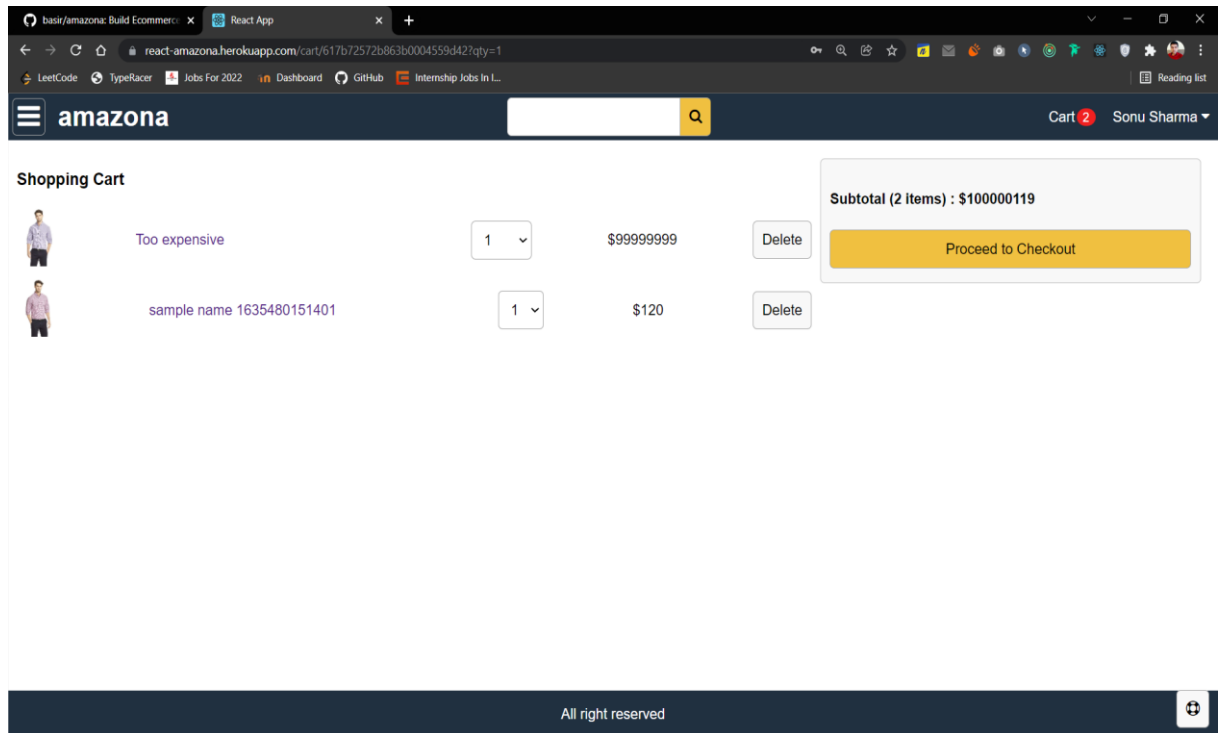 basir/amazona: Build Ecommerce
React App
react-amazona.herokuapp.com/cart/617b72572b863b0004559d42?qty=1
LeetCode TypeRacer Jobs For 2022 Dashboard GitHub Internship Jobs In I... Reading list
amazona Cart 2 Sonu Sharma
Shopping Cart
Too expensive 1 $99999999 Delete
sample name 1635480151401 1 $120 Delete
Subtotal (2 items) : $100000119
Proceed to Checkout
All right reserved